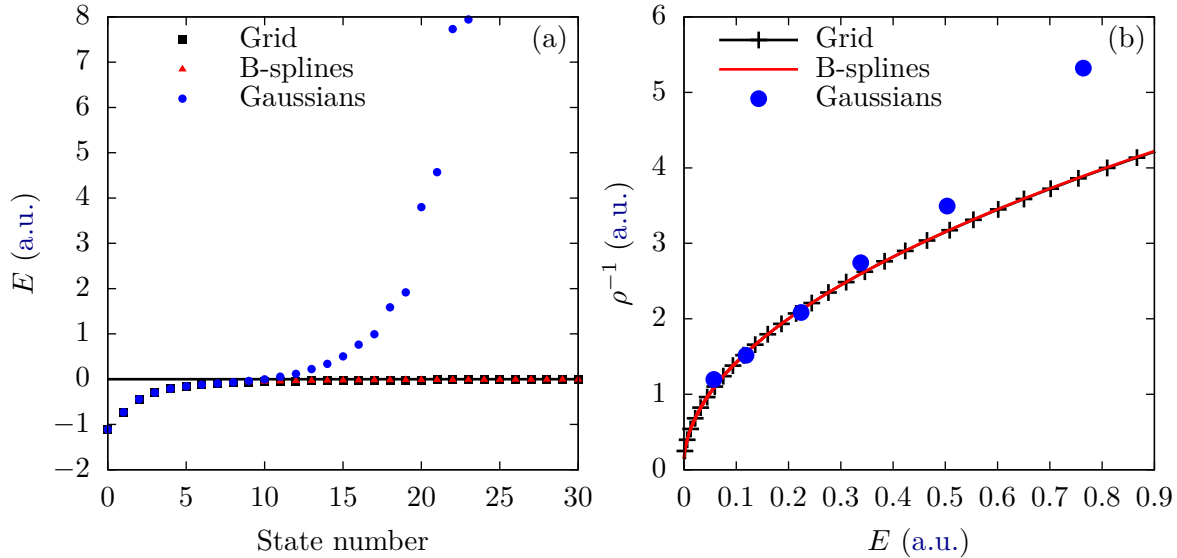 (a)
Grid
B-splines
Gaussians
8
7
6
5
4
3
2
1
0
−1
−2
E (a.u.)
0 5 10 15 20 25 30
State number
(b)
Grid
B-splines
Gaussians
6
5
4
3
2
1
0
ρ⁻¹ (a.u.)
0 0.1 0.2 0.3 0.4 0.5 0.6 0.7 0.8 0.9
E (a.u.)